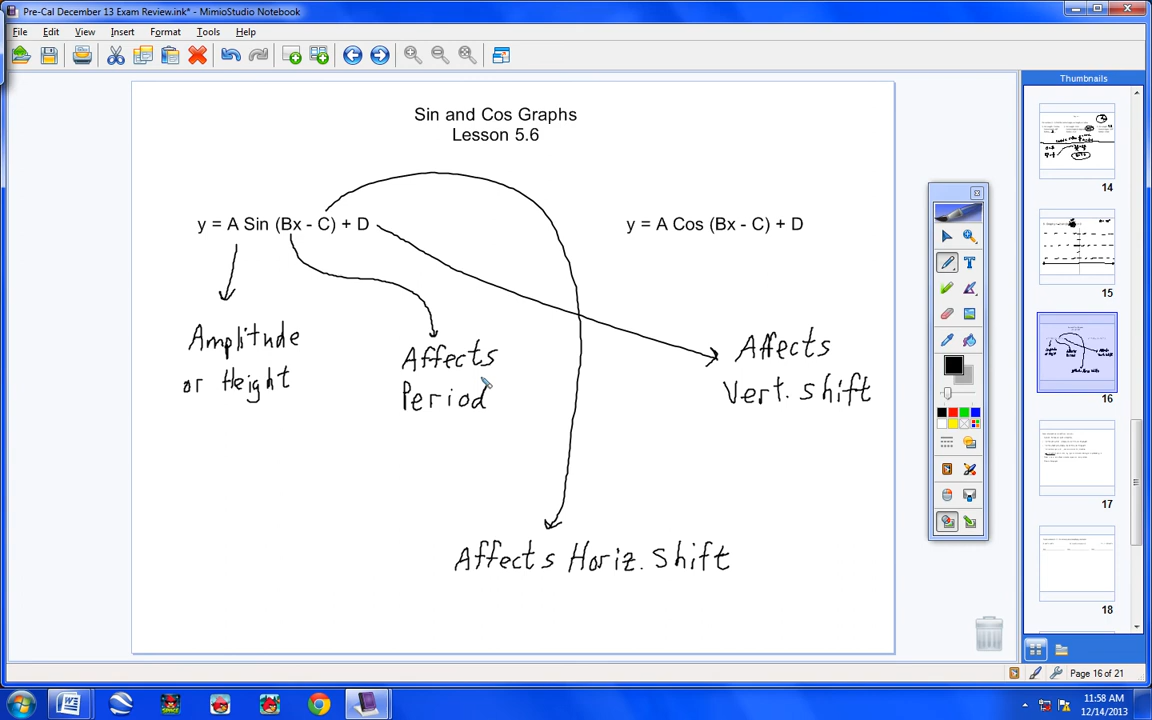 Pre-Cal December 13 Exam Review.ink* - MimioStudio Notebook
File Edit View Insert Format Tools Help
Thumbnails
Sin and Cos Graphs
Lesson 5.6
y = A Sin (Bx - C) + D
y = A Cos (Bx - C) + D
Amplitude
or Height
Affects
Period
Affects
Vert. Shift
Affects Horiz. Shift
14
15
16
17
18
Page 16 of 21
11:58 AM
12/14/2013